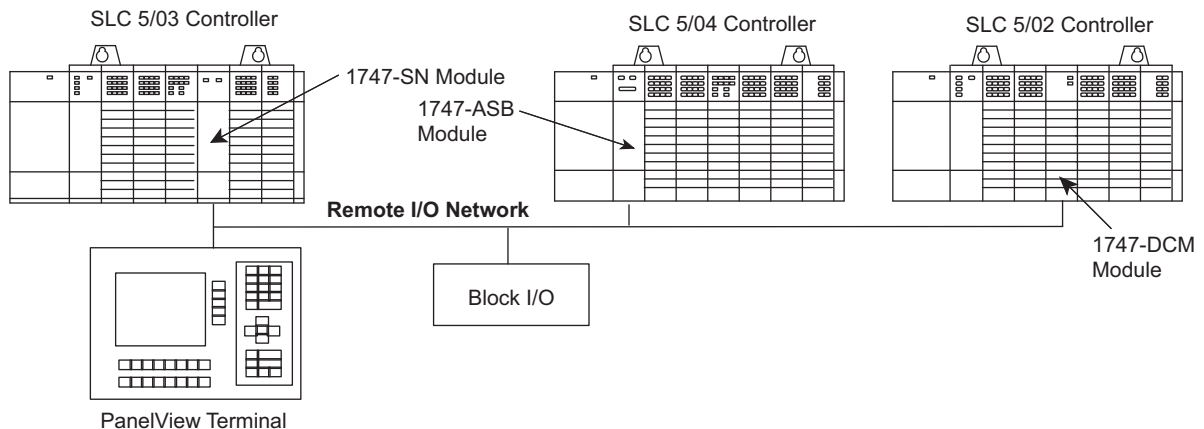 SLC 5/03 Controller
SLC 5/04 Controller
SLC 5/02 Controller
1747-SN Module
1747-ASB
Module
Remote I/O Network
1747-DCM
Module
Block I/O
PanelView Terminal